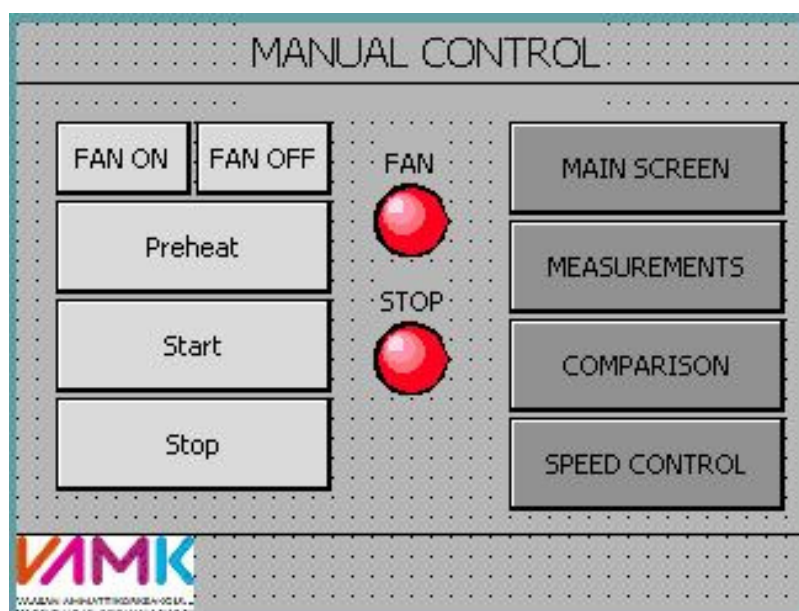 MANUAL CONTROL
FAN ON
FAN OFF
Preheat
Start
Stop
FAN
STOP
MAIN SCREEN
MEASUREMENTS
COMPARISON
SPEED CONTROL
VAMK